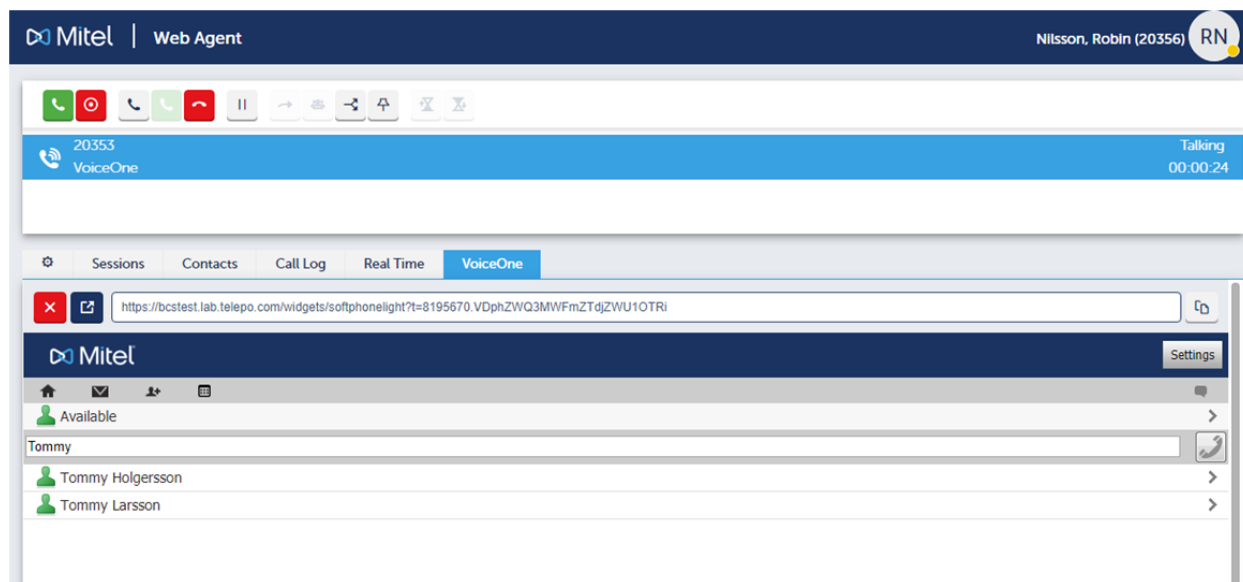 Mitel | Web Agent
Nilsson, Robin (20356) RN
20353 Talking
VoiceOne 00:00:24
Sessions Contacts Call Log Real Time VoiceOne
https://bcstest.lab.telepo.com/widgets/softphonelight?t=8195670.VDphZWQ3MWFmZTdjZWU1OTRi
Mitel Settings
Available
Tommy
Tommy Holgersson
Tommy Larsson